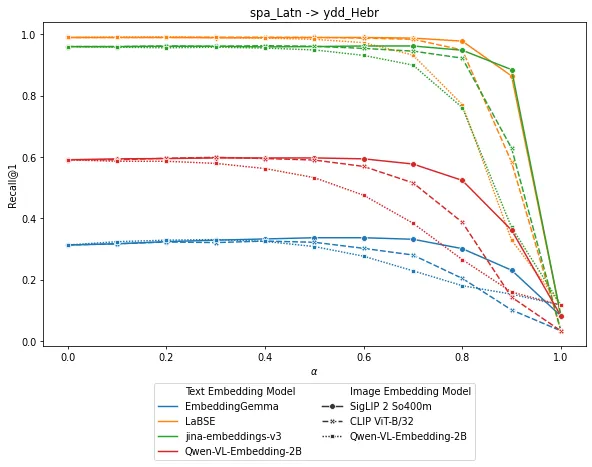 spa_Latn -> ydd_Hebr
Recall@1
1.0
0.8
0.6
0.4
0.2
0.0
0.0 0.2 0.4 0.6 0.8 1.0
α
Text Embedding Model
EmbeddingGemma
LaBSE
jina-embeddings-v3
Qwen-VL-Embedding-2B
Image Embedding Model
SigLIP 2 So400m
CLIP ViT-B/32
Qwen-VL-Embedding-2B